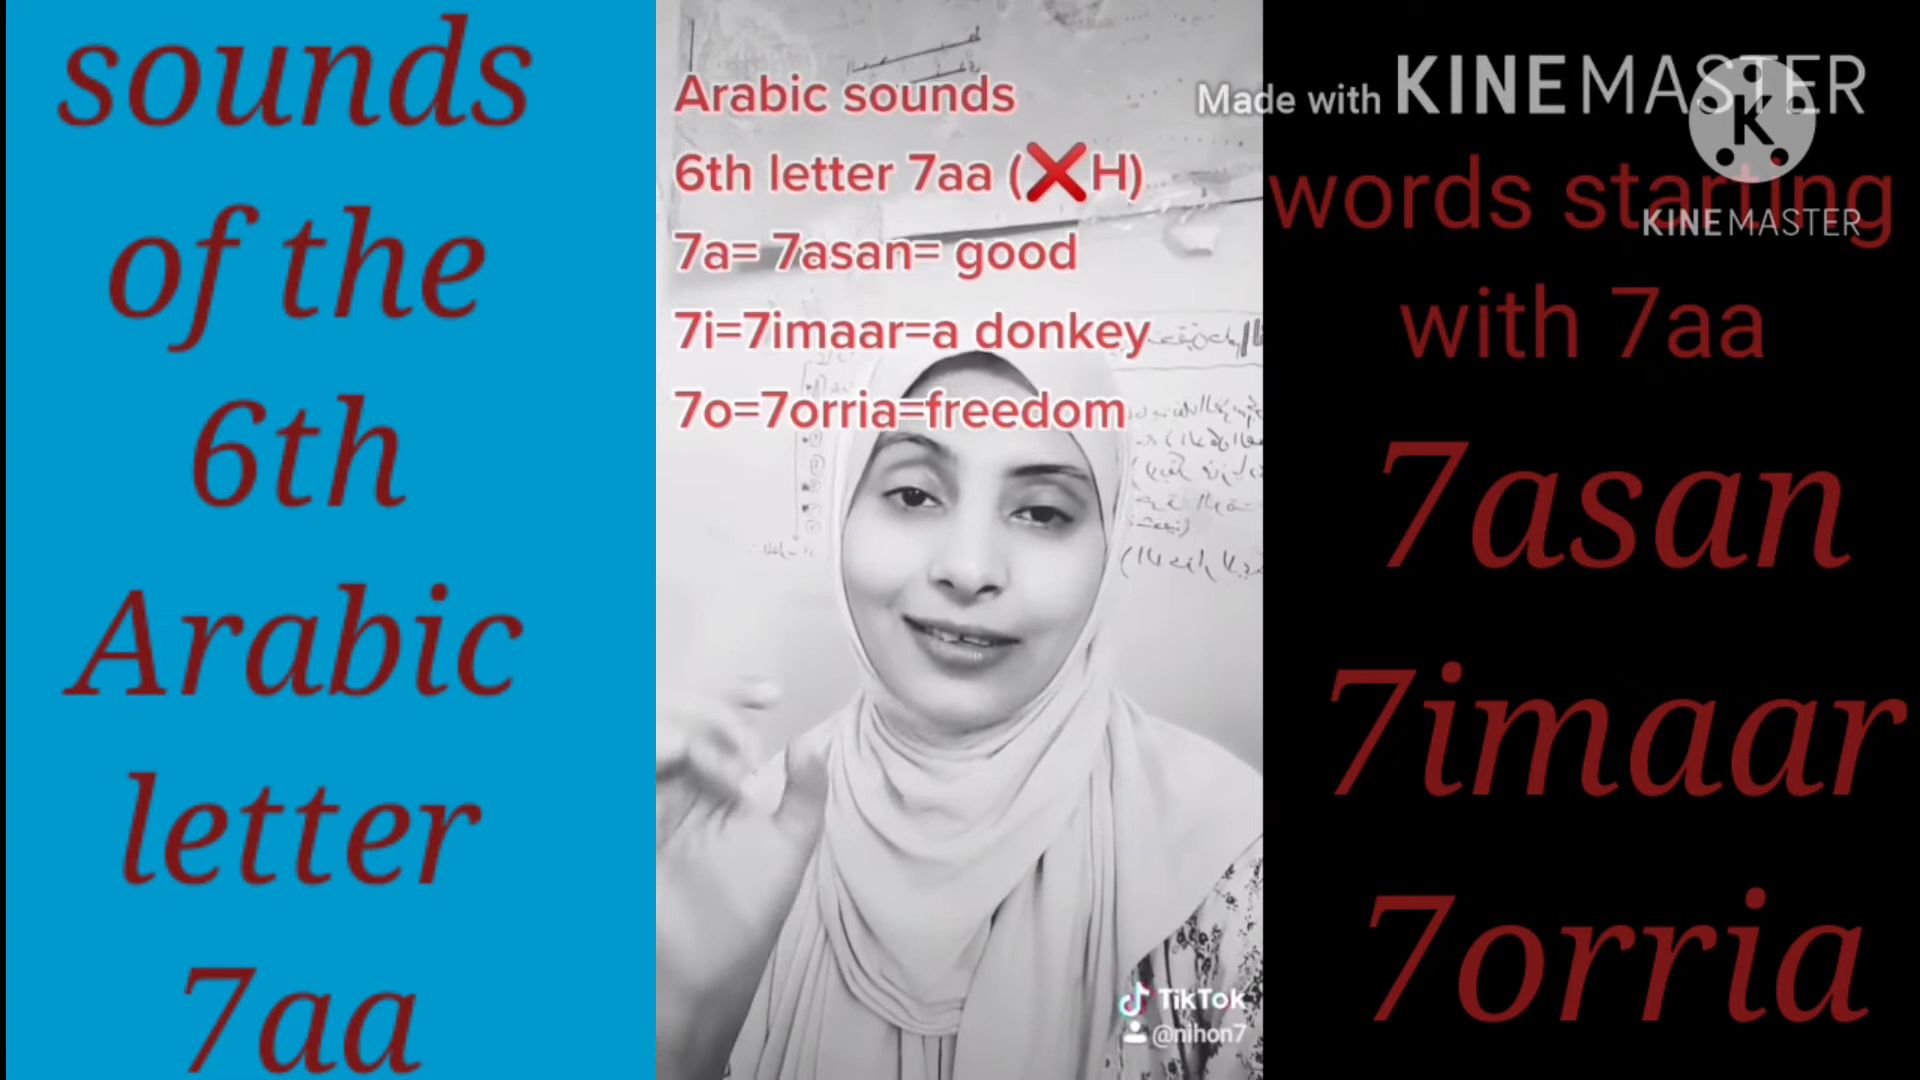 sounds
of the
6th
Arabic
letter
7aa
Arabic sounds
6th letter 7aa (❌H)
7a= 7asan= good
7i=7imaar=a donkey
7o=7orria=freedom
TikTok
@nihon7
Made with KINEMASTER
K
KINEMASTER
words starting
with 7aa
7asan
7imaar
7orria